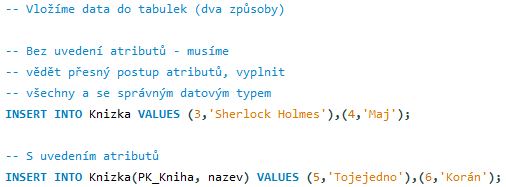 -- Vložíme data do tabulek (dva způsoby)
-- Bez uvedení atributů - musíme
-- vědět přesný postup atributů, vyplnit
-- všechny a se správným datovým typem
INSERT INTO Knizka VALUES (3,'Sherlock Holmes'),(4,'Maj');
-- S uvedením atributů
INSERT INTO Knizka(PK_Kniha, nazev) VALUES (5,'Tojejedno'),(6,'Korán');